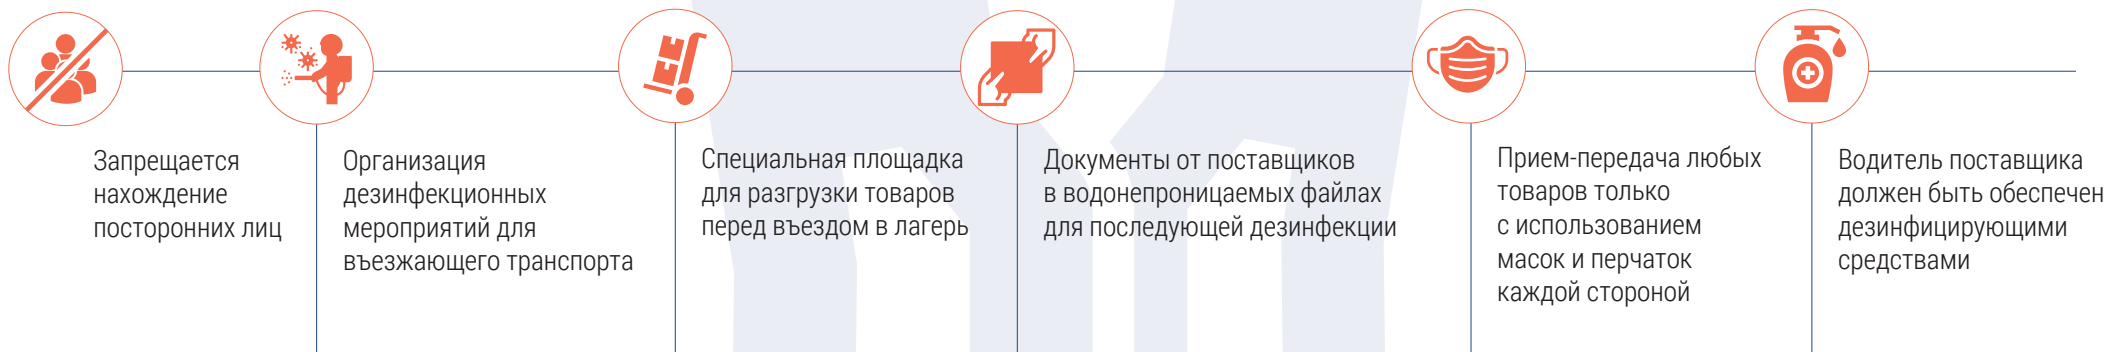 Запрещается
нахождение
посторонних лиц
Организация
дезинфекционных
мероприятий для
въезжающего транспорта
Специальная площадка
для разгрузки товаров
перед въездом в лагерь
Документы от поставщиков
в водонепроницаемых файлах
для последующей дезинфекции
Прием-передача любых
товаров только
с использованием
масок и перчаток
каждой стороной
Водитель поставщика
должен быть обеспечен
дезинфицирующими
средствами